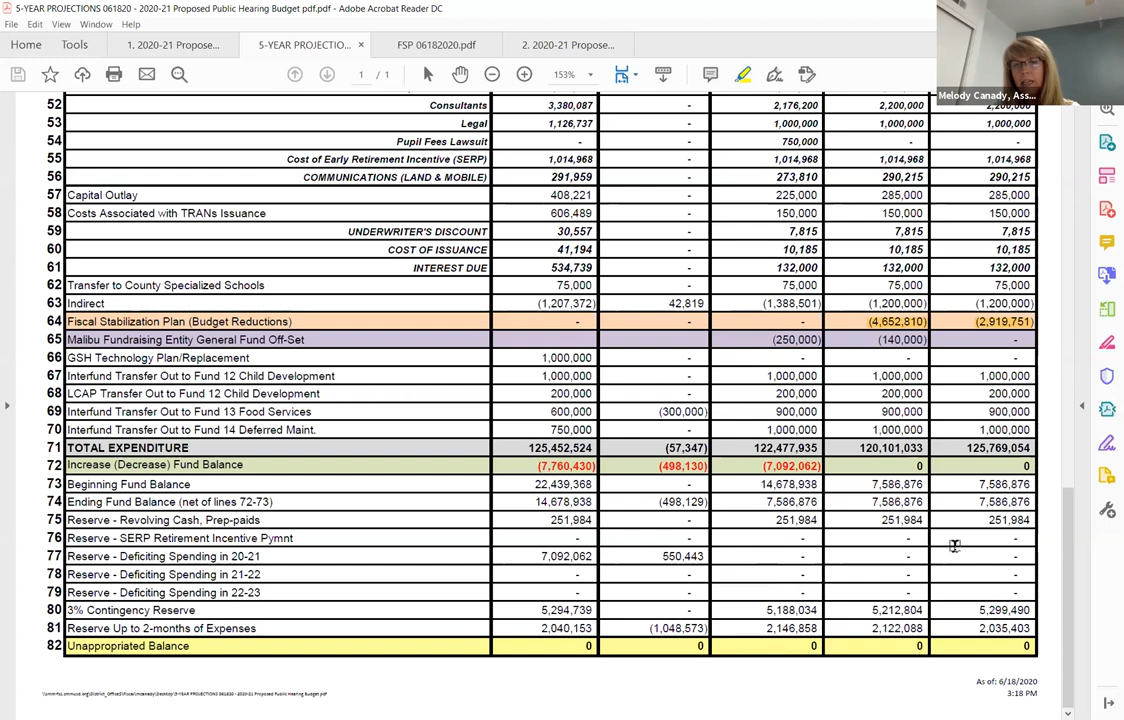 5-YEAR PROJECTIONS 061820 - 2020-21 Proposed Public Hearing Budget pdf.pdf - Adobe Acrobat Reader DC
File Edit View Window Help
Home Tools 1. 2020-21 Propose... 5-YEAR PROJECTIO... × FSP 06182020.pdf 2. 2020-21 Propose...
1 / 1 153%
Melody Canady, Ass...
52 Consultants 3,380,087 - 2,176,200 2,200,000 2,200,000
53 Legal 1,126,737 - 1,000,000 1,000,000 1,000,000
54 Pupil Fees Lawsuit - - 750,000 - -
55 Cost of Early Retirement Incentive (SERP) 1,014,968 - 1,014,968 1,014,968 1,014,968
56 COMMUNICATIONS (LAND & MOBILE) 291,959 - 273,810 290,215 290,215
57 Capital Outlay 408,221 - 225,000 285,000 285,000
58 Costs Associated with TRANs Issuance 606,489 - 150,000 150,000 150,000
59 UNDERWRITER'S DISCOUNT 30,557 - 7,815 7,815 7,815
60 COST OF ISSUANCE 41,194 - 10,185 10,185 10,185
61 INTEREST DUE 534,739 - 132,000 132,000 132,000
62 Transfer to County Specialized Schools 75,000 - 75,000 75,000 75,000
63 Indirect (1,207,372) 42,819 (1,388,501) (1,200,000) (1,200,000)
64 Fiscal Stabilization Plan (Budget Reductions) - - - (4,652,810) (2,919,751)
65 Malibu Fundraising Entity General Fund Off-Set (250,000) (140,000) -
66 GSH Technology Plan/Replacement 1,000,000 - - - -
67 Interfund Transfer Out to Fund 12 Child Development 1,000,000 - 1,000,000 1,000,000 1,000,000
68 LCAP Transfer Out to Fund 12 Child Development 200,000 - 200,000 200,000 200,000
69 Interfund Transfer Out to Fund 13 Food Services 600,000 (300,000) 900,000 900,000 900,000
70 Interfund Transfer Out to Fund 14 Deferred Maint. 750,000 - 1,000,000 1,000,000 1,000,000
71 TOTAL EXPENDITURE 125,452,524 (57,347) 122,477,935 120,101,033 125,769,054
72 Increase (Decrease) Fund Balance (7,760,430) (498,130) (7,092,062) 0 0
73 Beginning Fund Balance 22,439,368 - 14,678,938 7,586,876 7,586,876
74 Ending Fund Balance (net of lines 72-73) 14,678,938 (498,129) 7,586,876 7,586,876 7,586,876
75 Reserve - Revolving Cash, Prep-paids 251,984 - 251,984 251,984 251,984
76 Reserve - SERP Retirement Incentive Pymnt - - - - -
77 Reserve - Deficiting Spending in 20-21 7,092,062 550,443 - - -
78 Reserve - Deficiting Spending in 21-22 - - - - -
79 Reserve - Deficiting Spending in 22-23 - - - - -
80 3% Contingency Reserve 5,294,739 - 5,188,034 5,212,804 5,299,490
81 Reserve Up to 2-months of Expenses 2,040,153 (1,048,573) 2,146,858 2,122,088 2,035,403
82 Unappropriated Balance 0 0 0 0 0
As of: 6/18/2020
3:18 PM